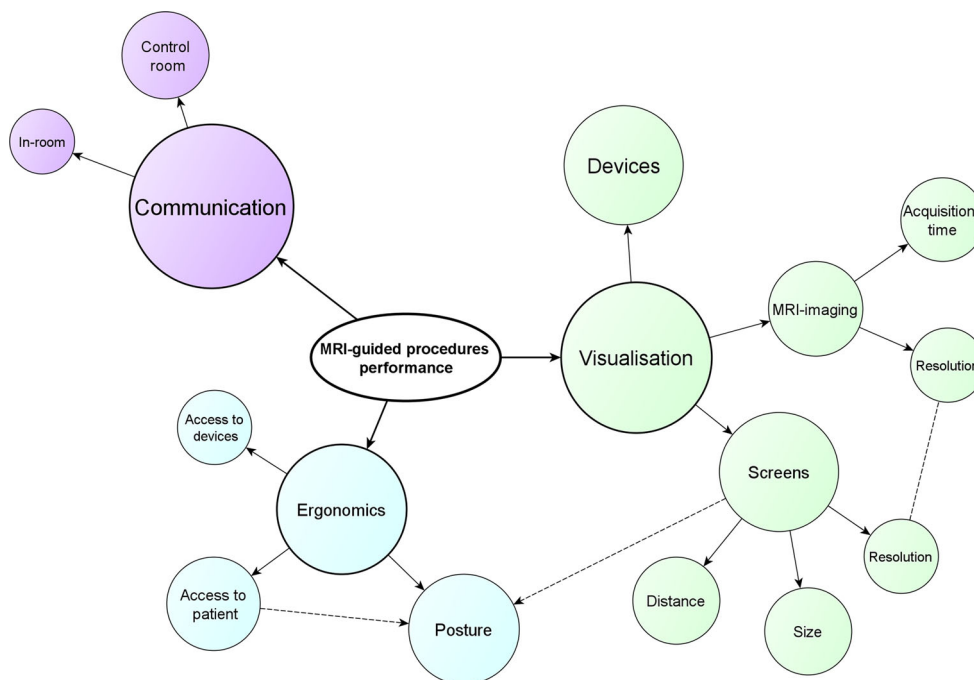 Control
room
In-room
Communication
Devices
Acquisition
time
MRI-imaging
MRI-guided procedures
performance
Visualisation
Resolution
Access to
devices
Screens
Ergonomics
Resolution
Access to
patient
Distance
Posture
Size